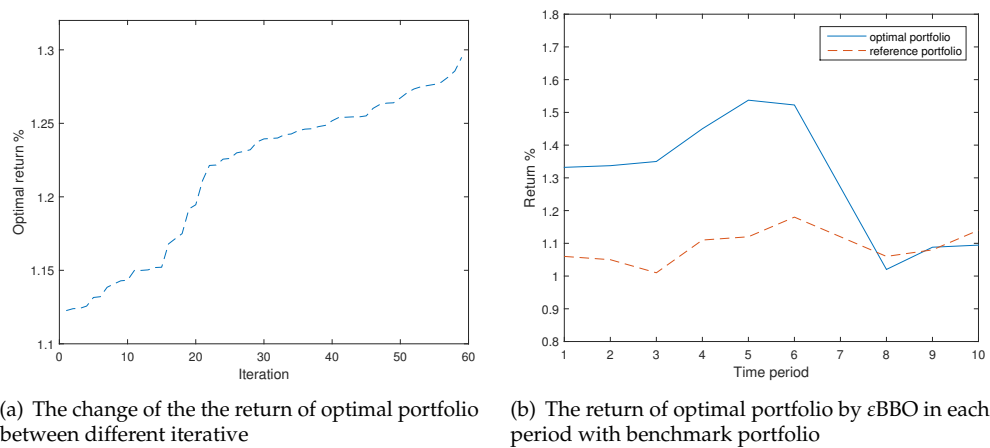 1.3
1.25
1.2
1.15
1.1
Optimal return %
0 10 20 30 40 50 60
Iteration
(a) The change of the the return of optimal portfolio
between different iterative
1.8
1.7
1.6
1.5
1.4
1.3
1.2
1.1
1
0.9
0.8
Return %
optimal portfolio
reference portfolio
1 2 3 4 5 6 7 8 9 10
Time period
(b) The return of optimal portfolio by εBBO in each
period with benchmark portfolio